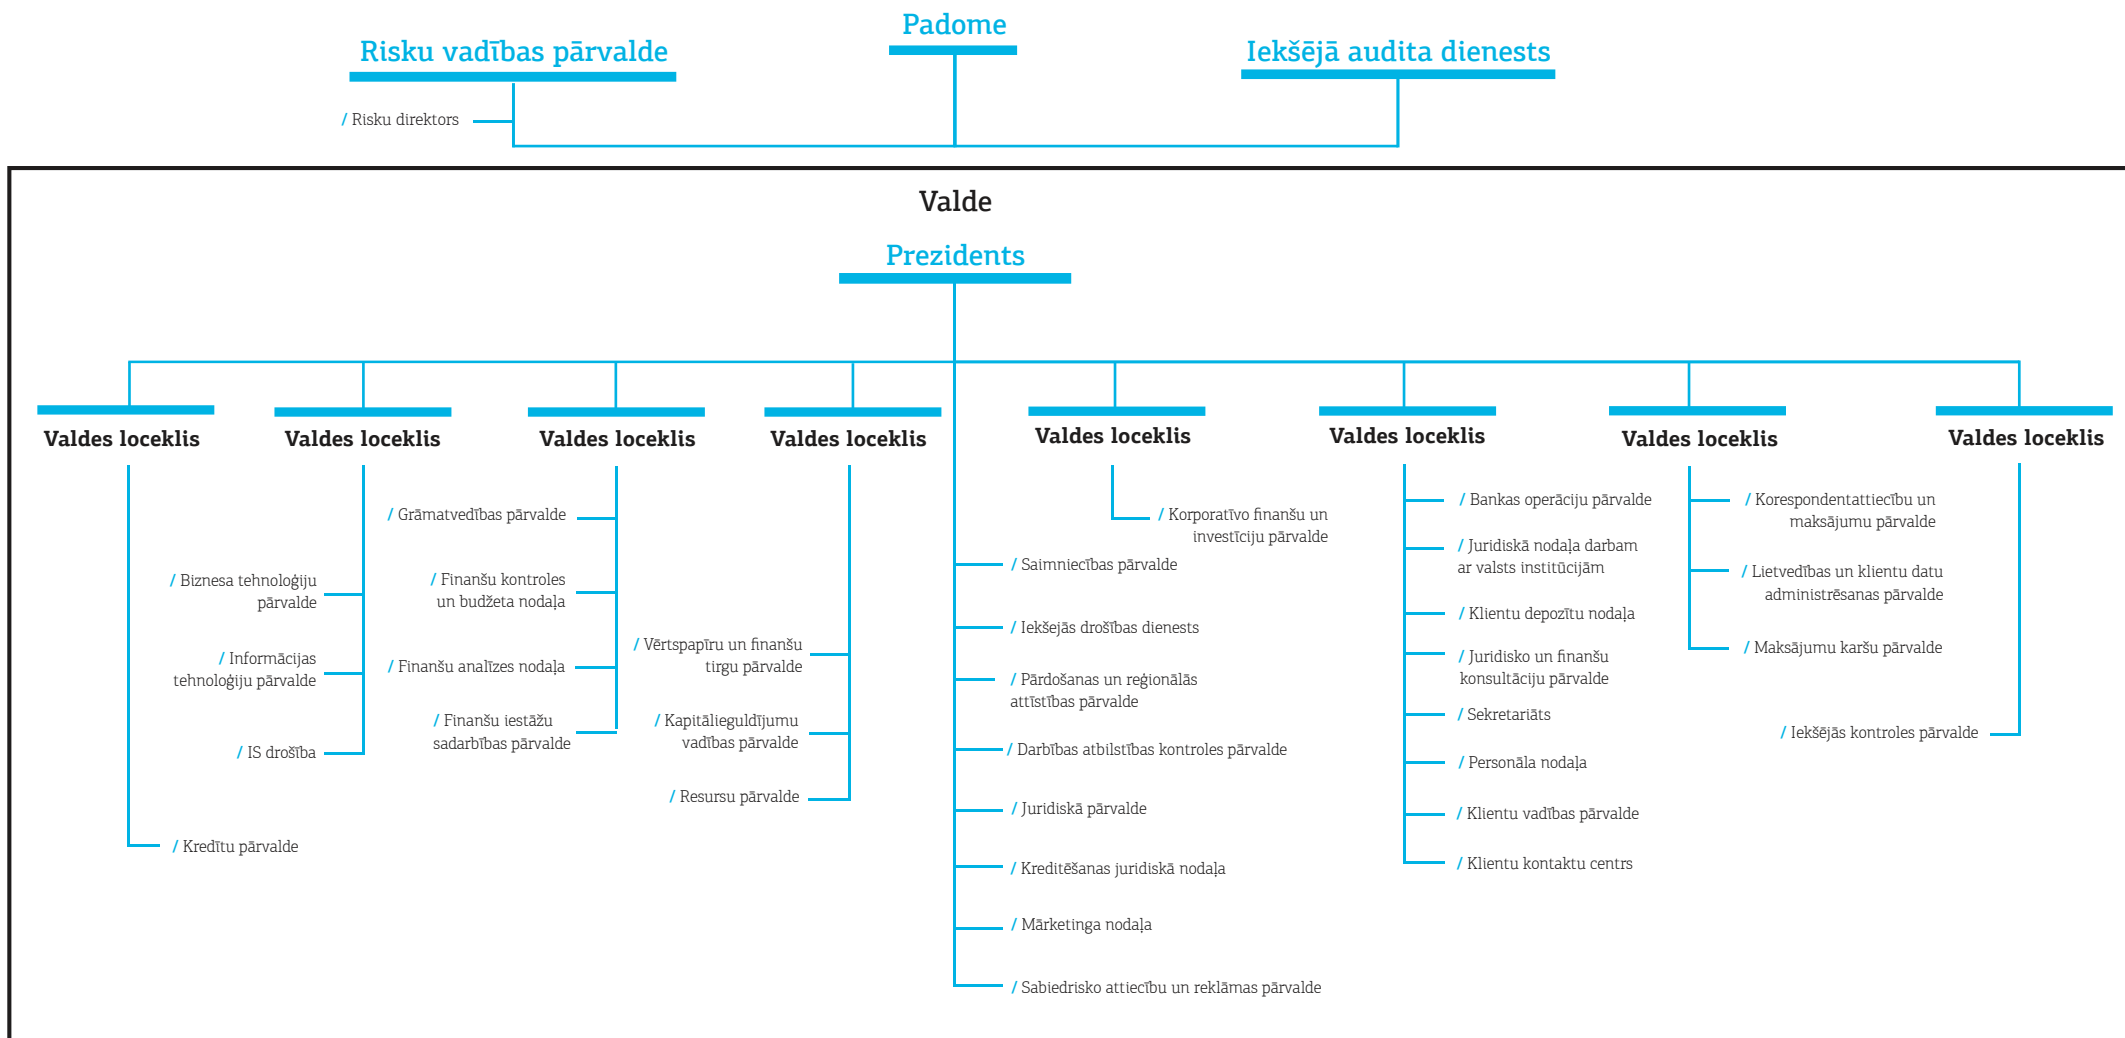 Padome
Risku vadības pārvalde
Iekšējā audita dienests
/ Risku direktors
Valde
Prezidents
Valdes loceklis
/ Kredītu pārvalde
Valdes loceklis
/ Biznesa tehnoloģiju
pārvalde
/ Informācijas
tehnoloģiju pārvalde
/ IS drošība
Valdes loceklis
/ Grāmatvedības pārvalde
/ Finanšu kontroles
un budžeta nodaļa
/ Finanšu analīzes nodaļa
/ Finanšu iestāžu
sadarbības pārvalde
Valdes loceklis
/ Vērtspapīru un finanšu
tirgu pārvalde
/ Kapitālieguldījumu
vadības pārvalde
/ Resursu pārvalde
/ Saimniecības pārvalde
/ Iekšejās drošības dienests
/ Pārdošanas un reģionālās
attīstības pārvalde
/ Darbības atbilstības kontroles pārvalde
/ Juridiskā pārvalde
/ Kreditēšanas juridiskā nodaļa
/ Mārketinga nodaļa
/ Sabiedrisko attiecību un reklāmas pārvalde
Valdes loceklis
/ Korporatīvo finanšu un
investīciju pārvalde
Valdes loceklis
/ Bankas operāciju pārvalde
/ Juridiskā nodaļa darbam
ar valsts institūcijām
/ Klientu depozītu nodaļa
/ Juridisko un finanšu
konsultāciju pārvalde
/ Sekretariāts
/ Personāla nodaļa
/ Klientu vadības pārvalde
/ Klientu kontaktu centrs
Valdes loceklis
/ Korespondentattiecību un
maksājumu pārvalde
/ Lietvedības un klientu datu
administrēsanas pārvalde
/ Maksājumu karšu pārvalde
Valdes loceklis
/ Iekšējās kontroles pārvalde